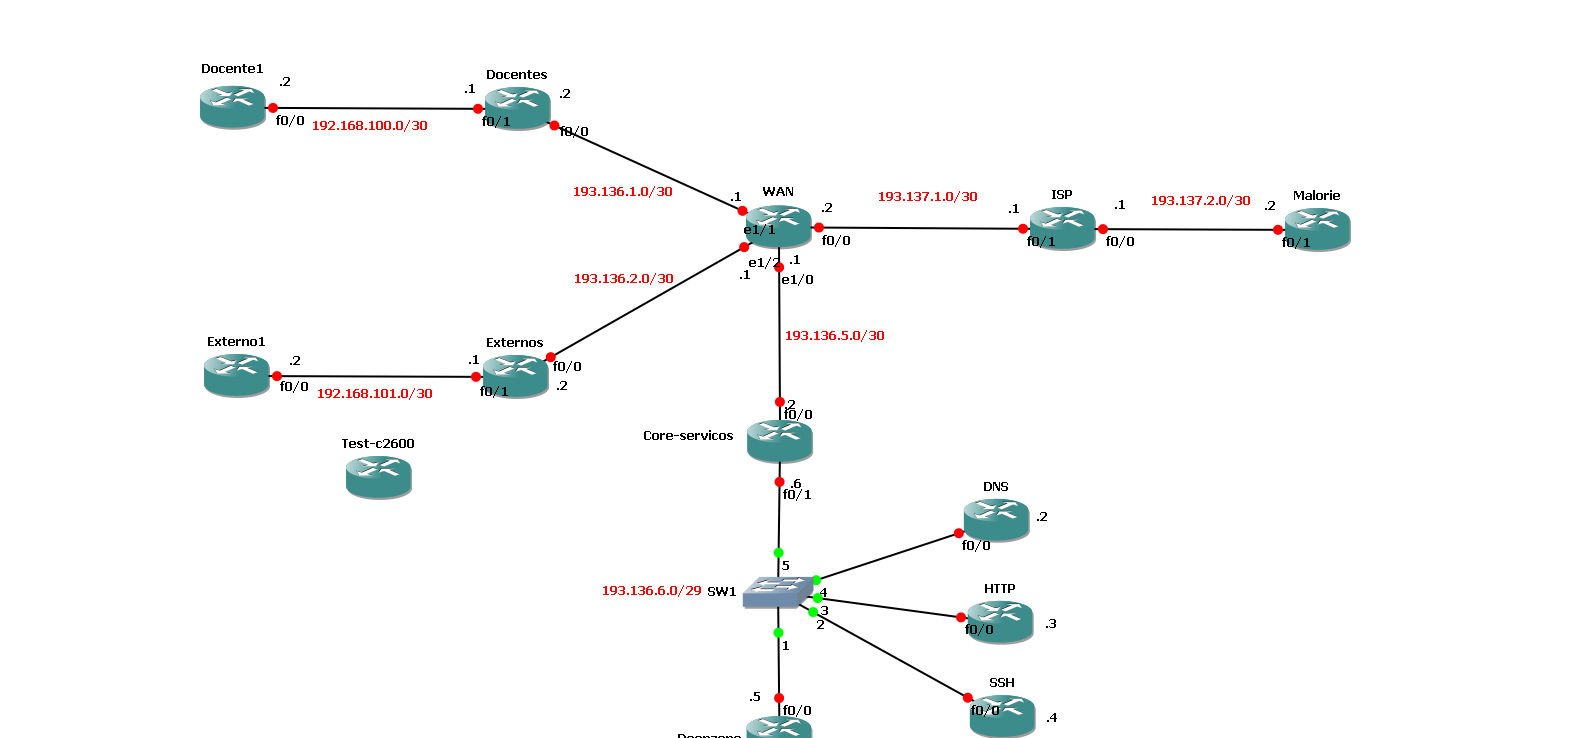 Docente1
.2
f0/0
192.168.100.0/30
.1
f0/1
Docentes
.2
f0/0
193.136.1.0/30
.1
WAN
e1/1
.2
f0/0
193.137.1.0/30
.1
f0/1
ISP
.1
f0/0
193.137.2.0/30
.2
f0/1
Malorie
e1/2
.1
.1
e1/0
193.136.2.0/30
193.136.5.0/30
Externo1
.2
f0/0
192.168.101.0/30
.1
f0/1
Externos
f0/0
.2
Test-c2600
.2
f0/0
Core-servicos
.6
f0/1
5
193.136.6.0/29
SW1
4
3
2
1
DNS
.2
f0/0
HTTP
.3
f0/0
SSH
.4
f0/0
.5
f0/0